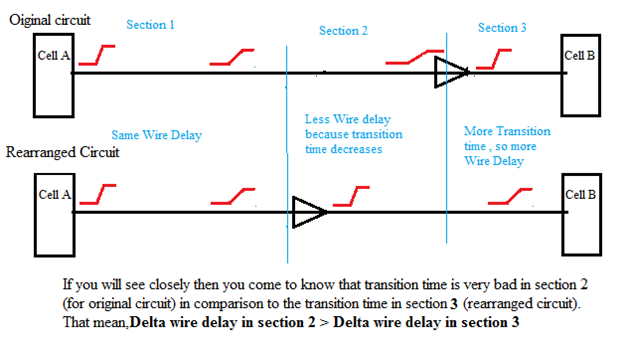 Oiginal circuit
Section 1
Section 2
Section 3
Cell A
Cell B
Same Wire Delay
Less Wire delay
because transition
time decreases
More Transition
time , so more
Wire Delay
Rearranged Circuit
Cell A
Cell B
If you will see closely then you come to know that transition time is very bad in section 2
(for original circuit) in comparison to the transition time in section 3 (rearranged circuit).
That mean,Delta wire delay in section 2 > Delta wire delay in section 3